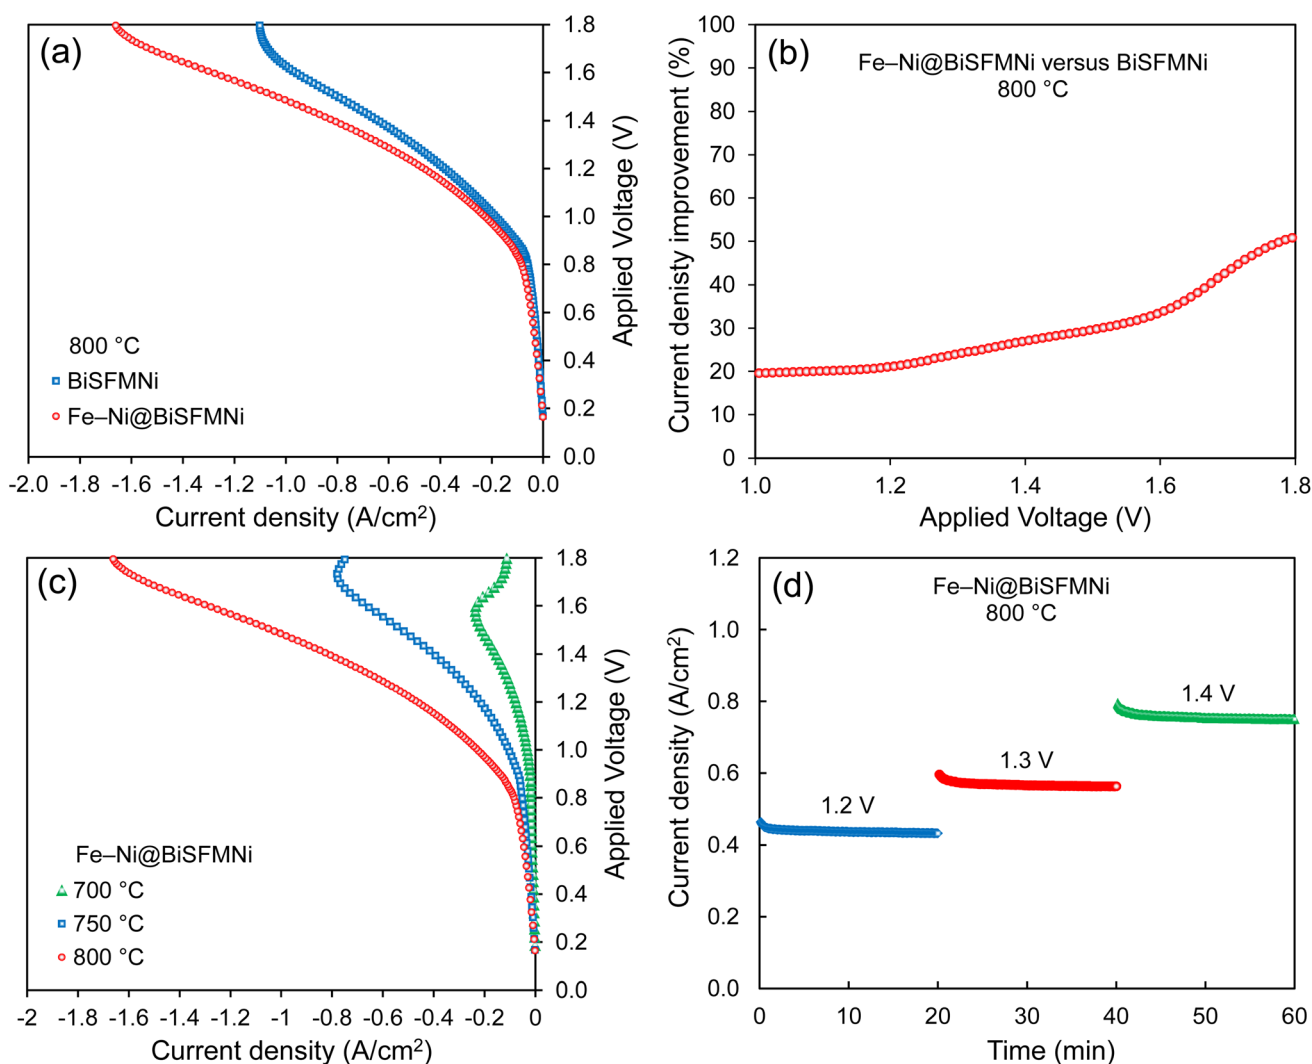 (a)
800 °C
BiSFMNi
Fe–Ni@BiSFMNi
1.8
1.6
1.4
1.2
1.0
0.8
0.6
0.4
0.2
0.0
Applied Voltage (V)
-2.0 -1.8 -1.6 -1.4 -1.2 -1.0 -0.8 -0.6 -0.4 -0.2 0.0
Current density (A/cm²)
(b)
Fe–Ni@BiSFMNi versus BiSFMNi
800 °C
Current denisty improvement (%)
100
90
80
70
60
50
40
30
20
10
0
1.0 1.2 1.4 1.6 1.8
Applied Voltage (V)
(c)
Fe–Ni@BiSFMNi
700 °C
750 °C
800 °C
1.8
1.6
1.4
1.2
1.0
0.8
0.6
0.4
0.2
0.0
Applied Voltage (V)
-2 -1.8 -1.6 -1.4 -1.2 -1 -0.8 -0.6 -0.4 -0.2 0
Current density (A/cm²)
(d)
Fe–Ni@BiSFMNi
800 °C
Current density (A/cm²)
1.2
1.0
0.8
0.6
0.4
0.2
0.0
1.2 V
1.3 V
1.4 V
0 10 20 30 40 50 60
Time (min)